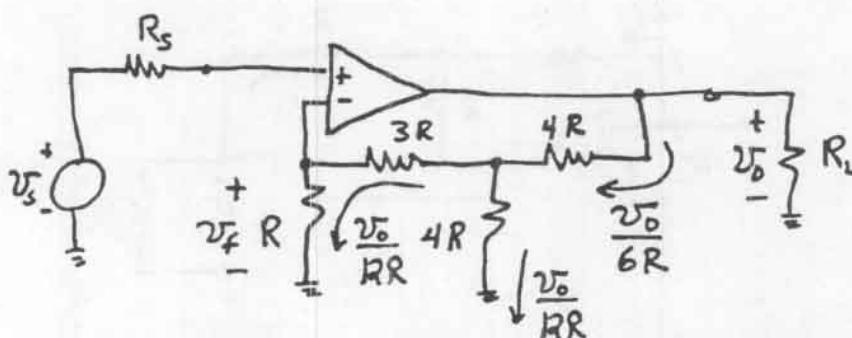 R_S
+
−
3R
4R
+
v_s
−
+
v_f
−
R
v_o/12R
4R
v_o/12R
v_o/6R
+
v_o
−
R_L